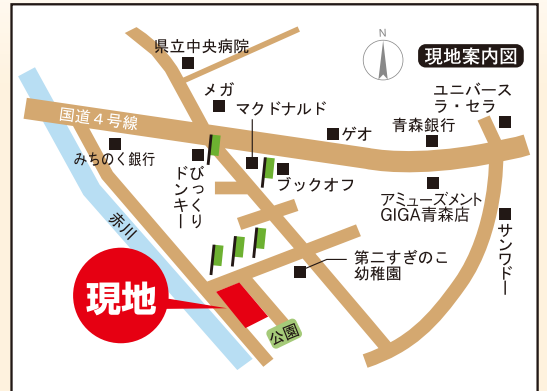 N
現地案内図
県立中央病院
メガ
マクドナルド
ユニバース
ラ・セラ
国道4号線
ゲオ
青森銀行
みちのく銀行
びっくり
ドンキー
ブックオフ
アミューズメント
GIGA青森店
サンワドー
赤川
第二すぎのこ
幼稚園
現地
公園